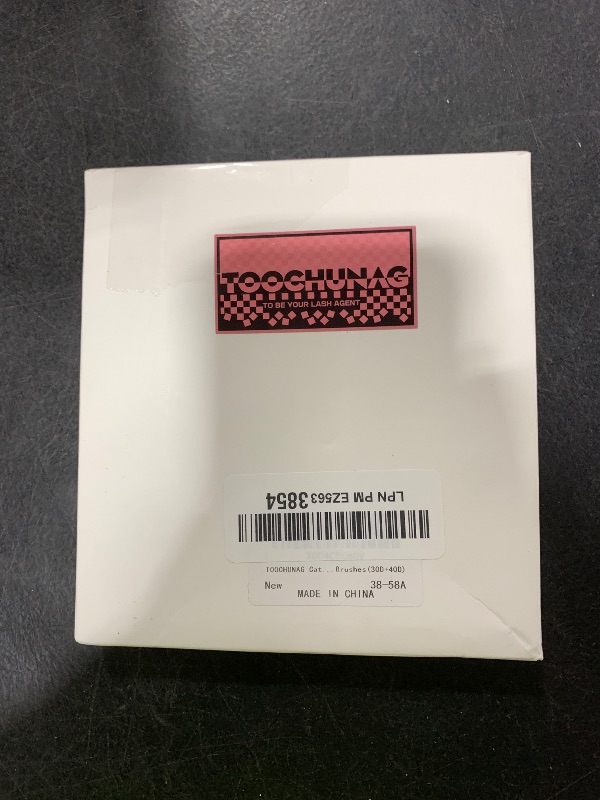 TOOCHUNAG
TO BE YOUR LASH AGENT
LPN PM EZ563 3854
TOOCHUNAG Cat... Brushes(30D+40D)
New 38-58A
MADE IN CHINA